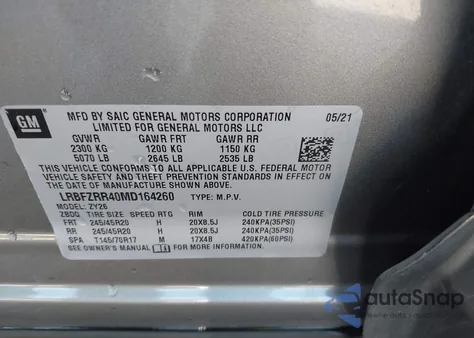 GM
MFD BY SAIC GENERAL MOTORS CORPORATION 05/21
LIMITED FOR GENERAL MOTORS LLC
GVWR GAWR FRT GAWR RR
2300 KG 1200 KG 1150 KG
5070 LB 2645 LB 2535 LB
THIS VEHICLE CONFORMS TO ALL APPLICABLE U.S. FEDERAL MOTOR
VEHICLE SAFETY AND THEFT PREVENTION STANDARDS IN EFFECT
ON THE DATE OF MANUFACTURE SHOWN ABOVE.
LRBFZRR40MD164260 TYPE: M.P.V.
MODEL: ZY26
ZBDQ TIRE SIZE SPEED RTG RIM COLD TIRE PRESSURE
FRT 245/45R20 H 20X8.5J 240KPA(35PSI)
RR 245/45R20 H 20X8.5J 240KPA(35PSI)
SPA T145/70R17 M 17X4B 420KPA(60PSI)
SEE OWNER'S MANUAL FOR MORE INFORMATION.
autoSnap